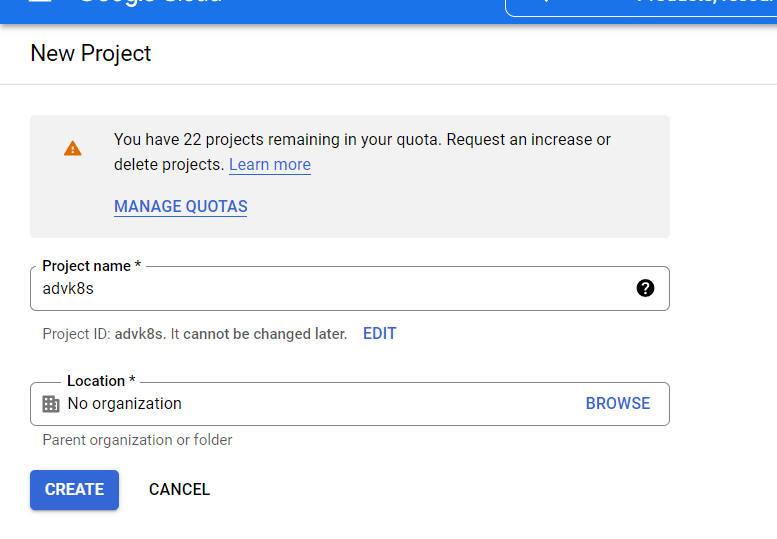 Google Cloud
New Project
You have 22 projects remaining in your quota. Request an increase or
delete projects. Learn more
MANAGE QUOTAS
Project name *
advk8s
Project ID: advk8s. It cannot be changed later. EDIT
Location *
No organization BROWSE
Parent organization or folder
CREATE CANCEL